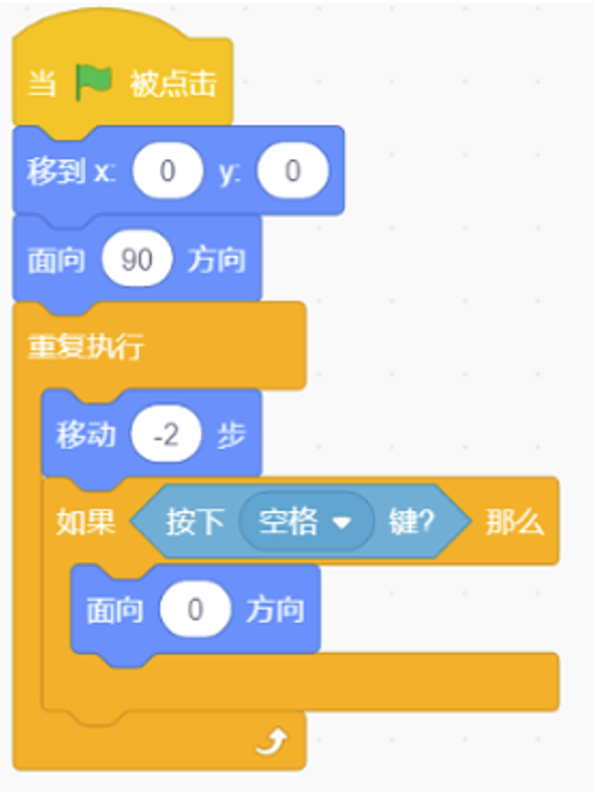 当 被点击
移到 x: 0 y: 0
面向 90 方向
重复执行
移动 -2 步
如果 按下 空格 键? 那么
面向 0 方向